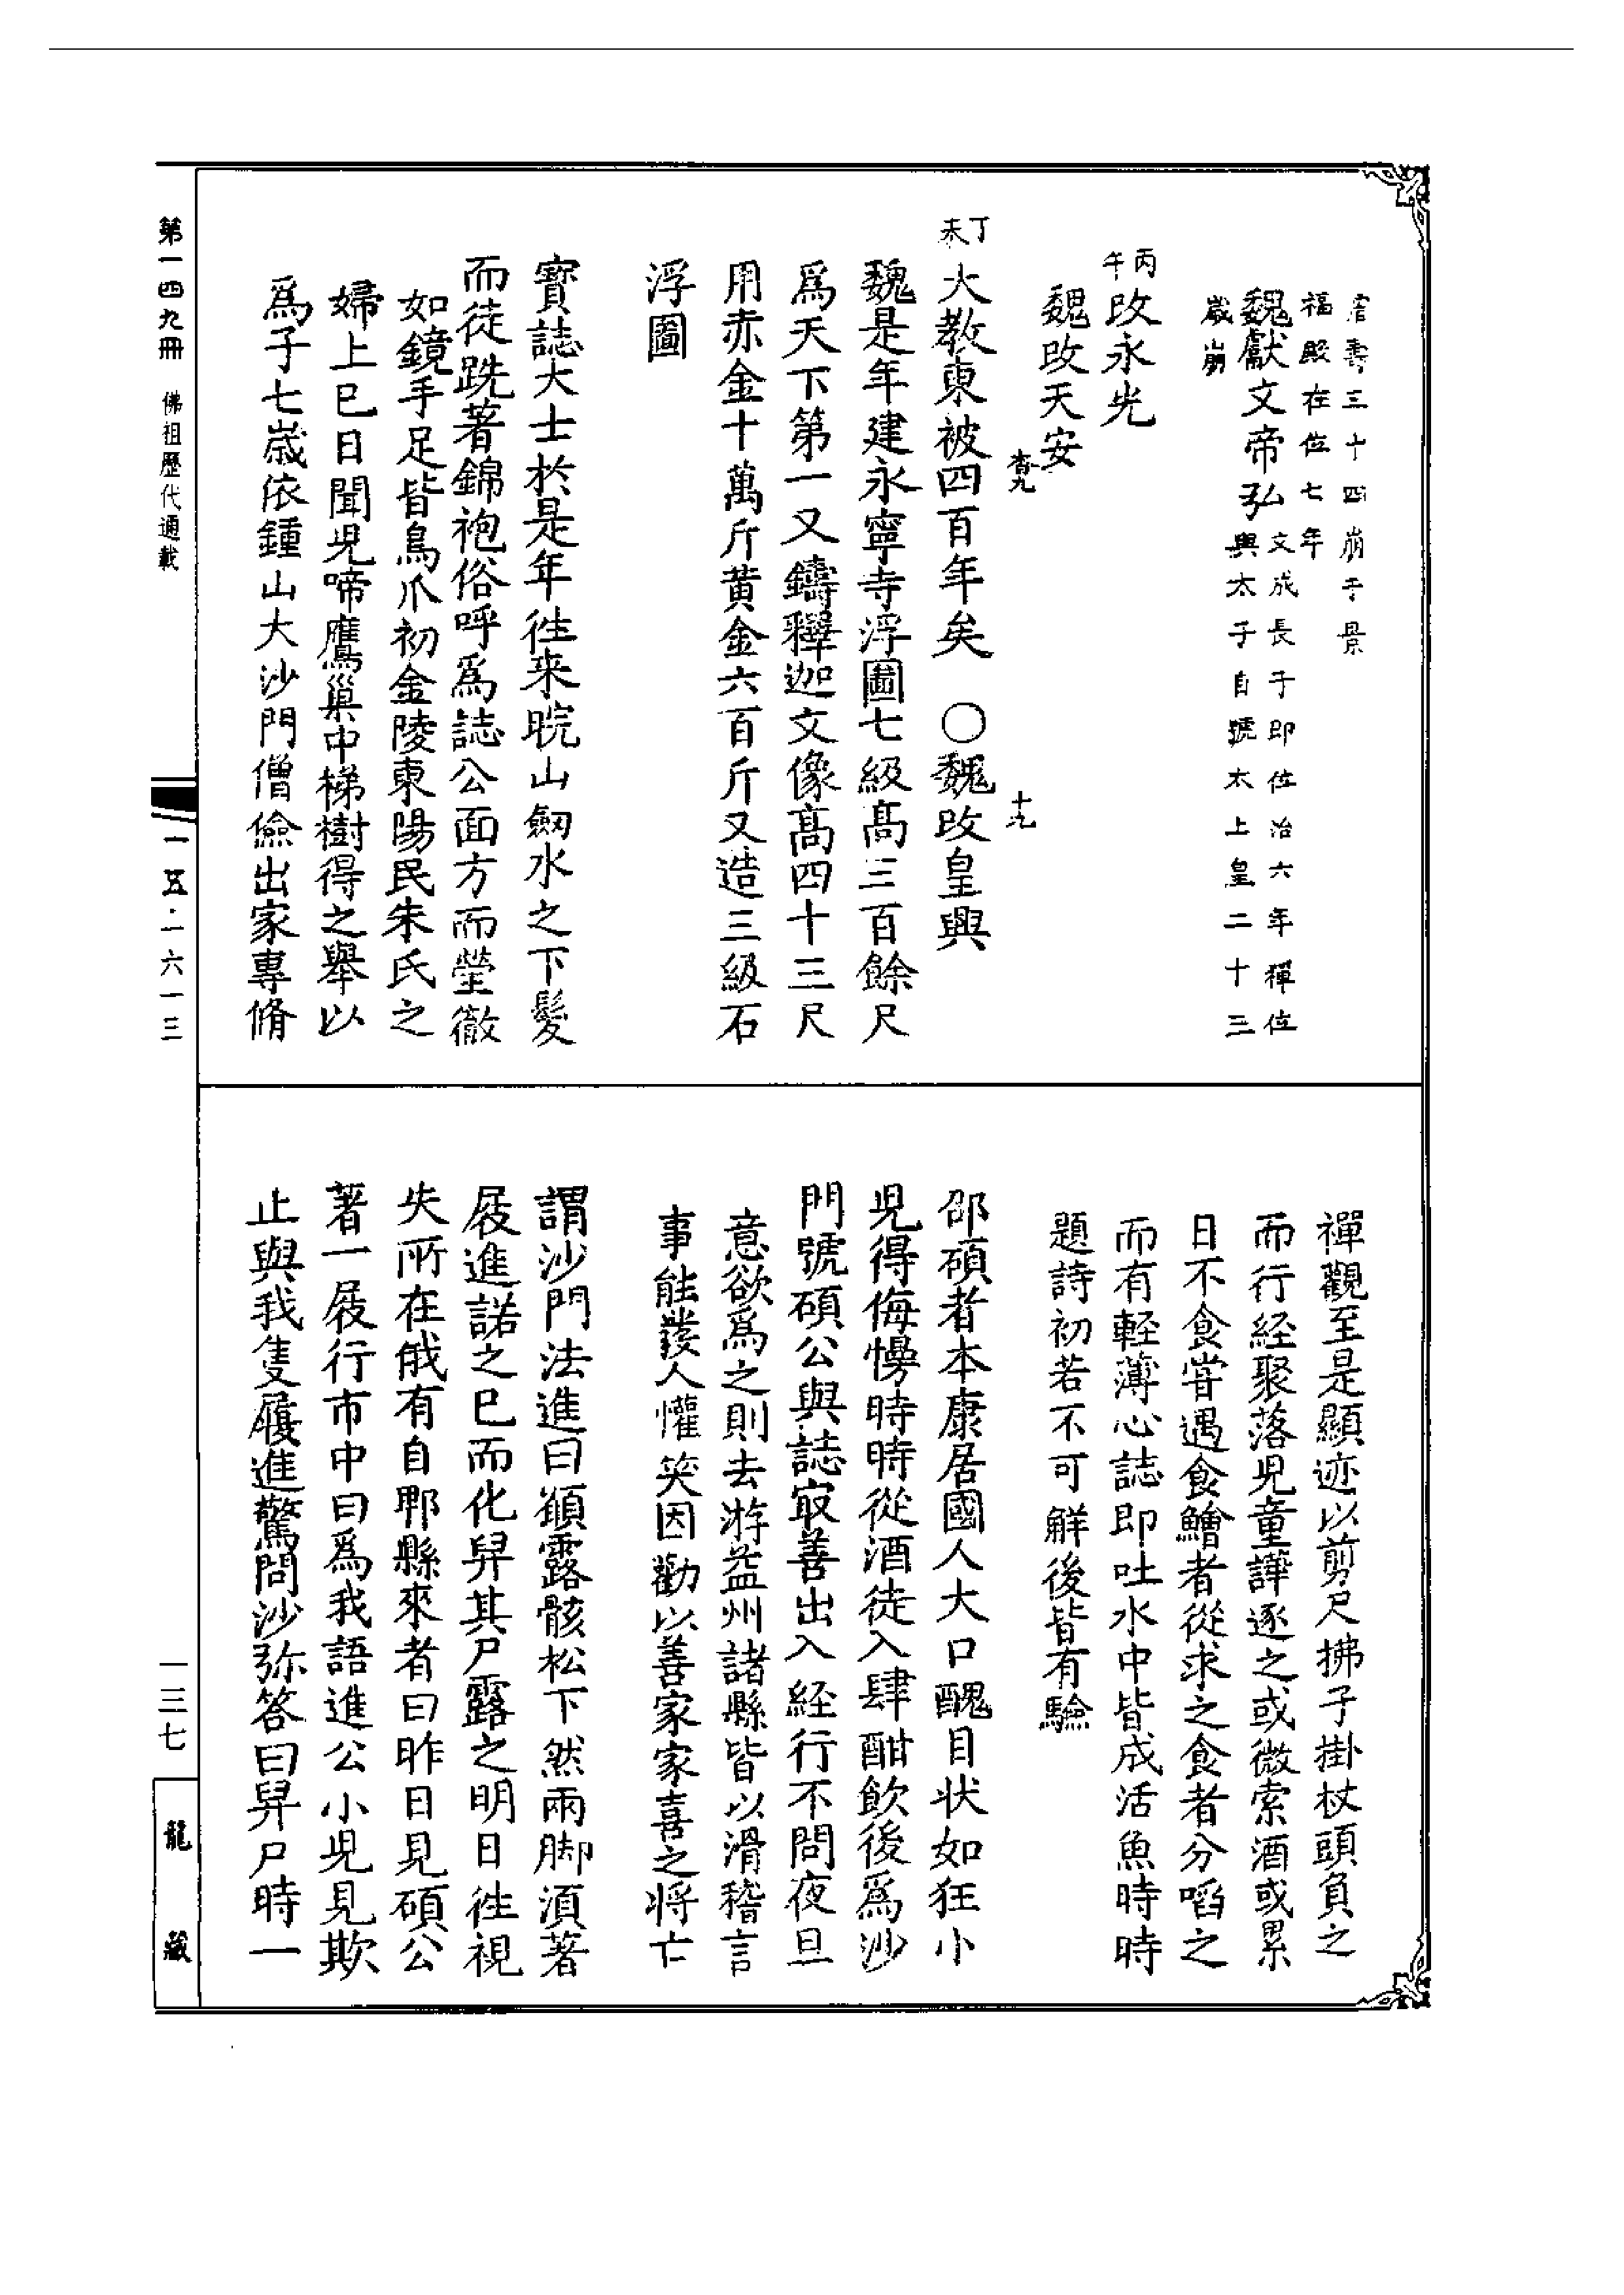 害壽三十四崩于景
福殿在位七年
魏獻文帝弘文成長子即位治六年禪位
與太子自號太上皇二十三
歲崩
丙午改永光
魏改天安
丁未大教東被四百年矣　○魏改皇興
魏是年建永寧寺浮圖七級髙三百餘尺
爲天下第一又鑄釋迦文像髙四十三尺
用赤金十萬斤黄金六百斤又造三級石
浮圖
寳誌大士於是年徃来晥山劒水之下髮
而徒跣著錦袍俗呼爲誌公面方而瑩徹
如鏡手足皆鳥爪初金陵東陽民朱氏之
婦上巳日聞兒啼鷹巢中梯樹得之舉以
爲子七歲依鍾山大沙門僧儉出家專脩
禪觀至是顯迹以剪尺拂子掛杖頭負之
而行経聚落兒童譁逐之或微索酒或累
日不食嘗遇食鱠者從求之食者分啗之
而有軽薄心誌即吐水中皆成活魚時時
題詩初若不可觧後皆有驗
邵碩者本康居國人大口醜目状如狂小
兒得侮慢時時從酒徒入肆酣飲後爲沙
門號碩公與誌㝡善出入経行不問夜旦
意欲爲之則去游益州諸縣皆以滑稽言
事能發人懽笑因勸以善家家喜之将亡
謂沙門法進曰願露骸松下然兩脚湏著
屐進諾之巳而化舁其尸露之明日徃視
失所在俄有自郫縣來者曰昨日見碩公
著一屐行市中曰爲我語進公小兒見欺
止與我隻屨進驚問沙弥答曰舁尸時一
第一四九冊　佛祖歷代通載
一五·一六一三
一三七
龍藏